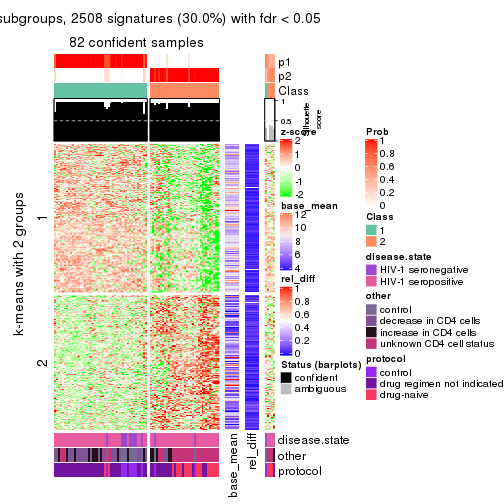 subgroups, 2508 signatures (30.0%) with fdr < 0.05
82 confident samples
p1
p2
Class
1
0.5
0
Silhouette
score
k-means with 2 groups
1
2
z-score
2
1
0
-1
-2
base_mean
12
10
8
6
4
rel_diff
1
0.8
0.6
0.4
0.2
0
Status (barplots)
confident
ambiguous
Prob
1
0.8
0.6
0.4
0.2
0
Class
1
2
disease.state
HIV-1 seronegative
HIV-1 seropositive
other
control
decrease in CD4 cells
increase in CD4 cells
unknown CD4 cell status
protocol
control
drug regimen not indicated
drug-naive
disease.state
other
protocol
base_mean
rel_diff